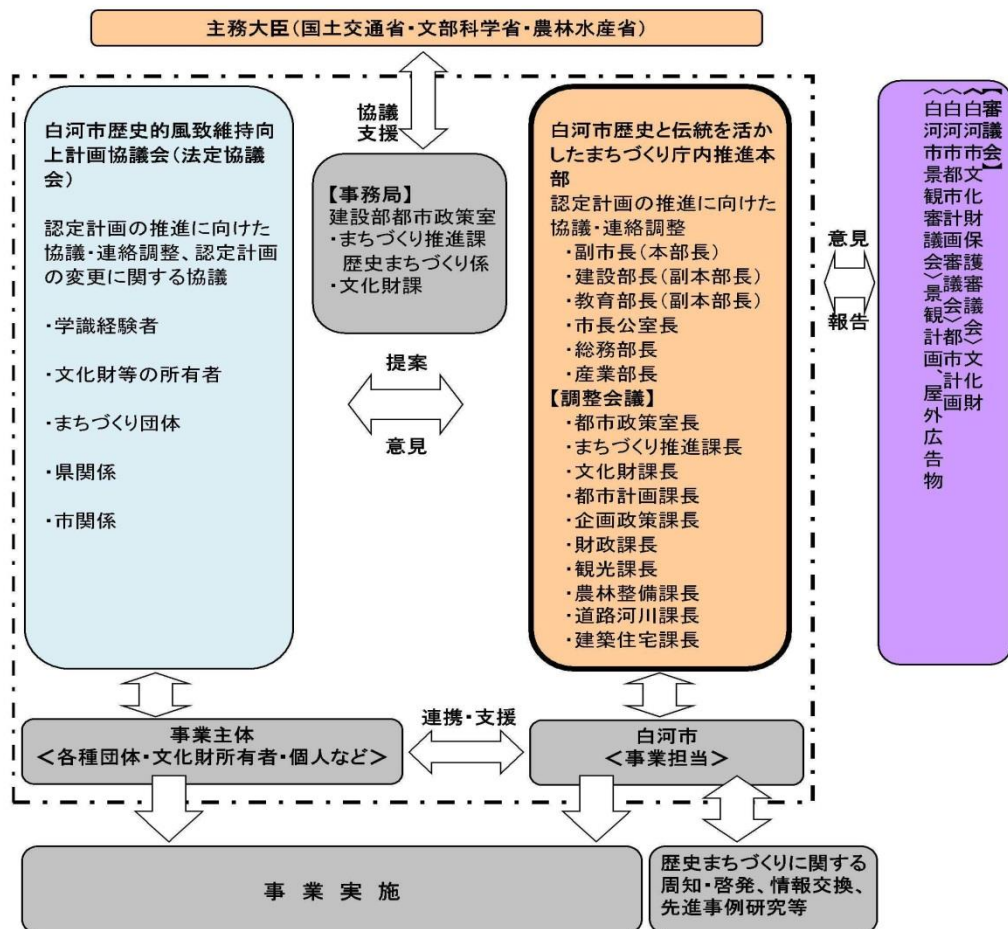 主務大臣(国土交通省・文部科学省・農林水産省)
協議
支援
白河市歴史的風致維持向
上計画協議会(法定協議
会)
認定計画の推進に向けた
協議・連絡調整、認定計画
の変更に関する協議
・学識経験者
・文化財等の所有者
・まちづくり団体
・県関係
・市関係
【事務局】
建設部都市政策室
・まちづくり推進課
歴史まちづくり係
・文化財課
提案
意見
白河市歴史と伝統を活か
したまちづくり庁内推進本
部
認定計画の推進に向けた
協議・連絡調整
・副市長(本部長)
・建設部長(副本部長)
・教育部長(副本部長)
・市長公室長
・総務部長
・産業部長
【調整会議】
・都市政策室長
・まちづくり推進課長
・文化財課長
・都市計画課長
・企画政策課長
・財政課長
・観光課長
・農林整備課長
・道路河川課長
・建築住宅課長
意見
報告
【審議会】
〈白河市文化財保護審議会〉文化財
〈白河市都市計画審議会〉都市計画
〈白河市景観審議会〉景観計画、屋外広告物
事業主体
<各種団体・文化財所有者・個人など>
連携・支援
白河市
<事業担当>
事業実施
歴史まちづくりに関する
周知・啓発、情報交換、
先進事例研究等